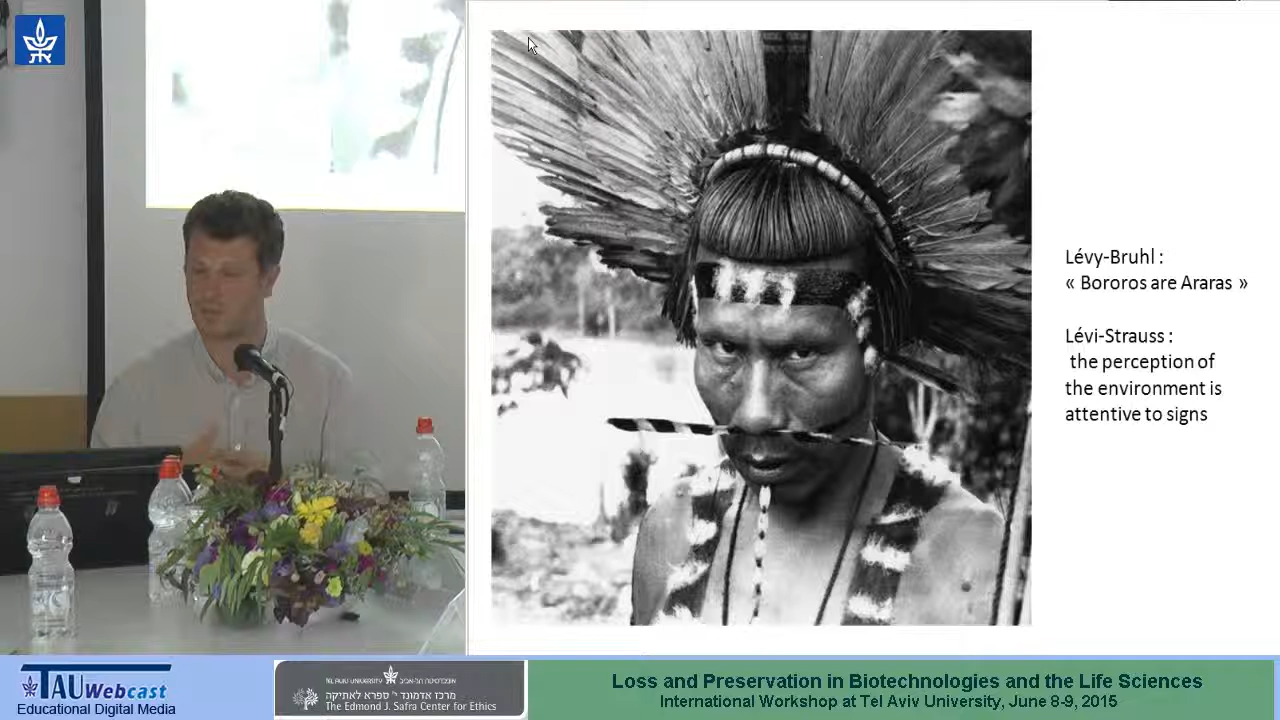 Lévy-Bruhl :
« Bororos are Araras »
Lévi-Strauss :
the perception of
the environment is
attentive to signs
TAU Webcast
Educational Digital Media
TEL AVIV UNIVERSITY אוניברסיטת תל-אביב
מרכז אדמונד י' ספרא לאתיקה
The Edmond J. Safra Center for Ethics
Loss and Preservation in Biotechnologies and the Life Sciences
International Workshop at Tel Aviv University, June 8-9, 2015